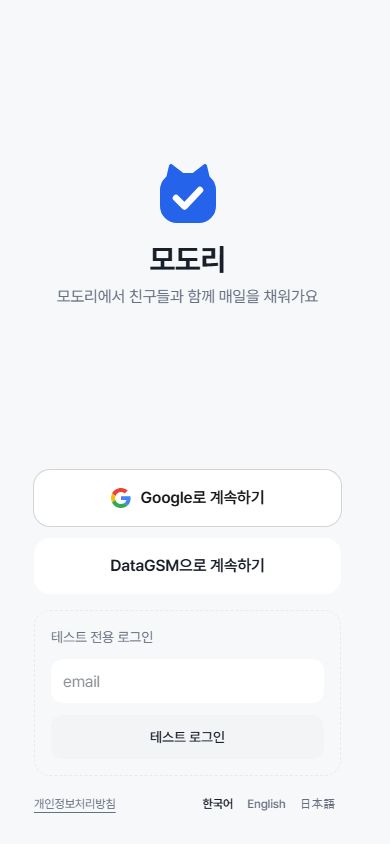 모도리
모도리에서 친구들과 함께 매일을 채워가요
Google로 계속하기
DataGSM으로 계속하기
테스트 전용 로그인
email
테스트 로그인
개인정보처리방침 한국어 English 日本語